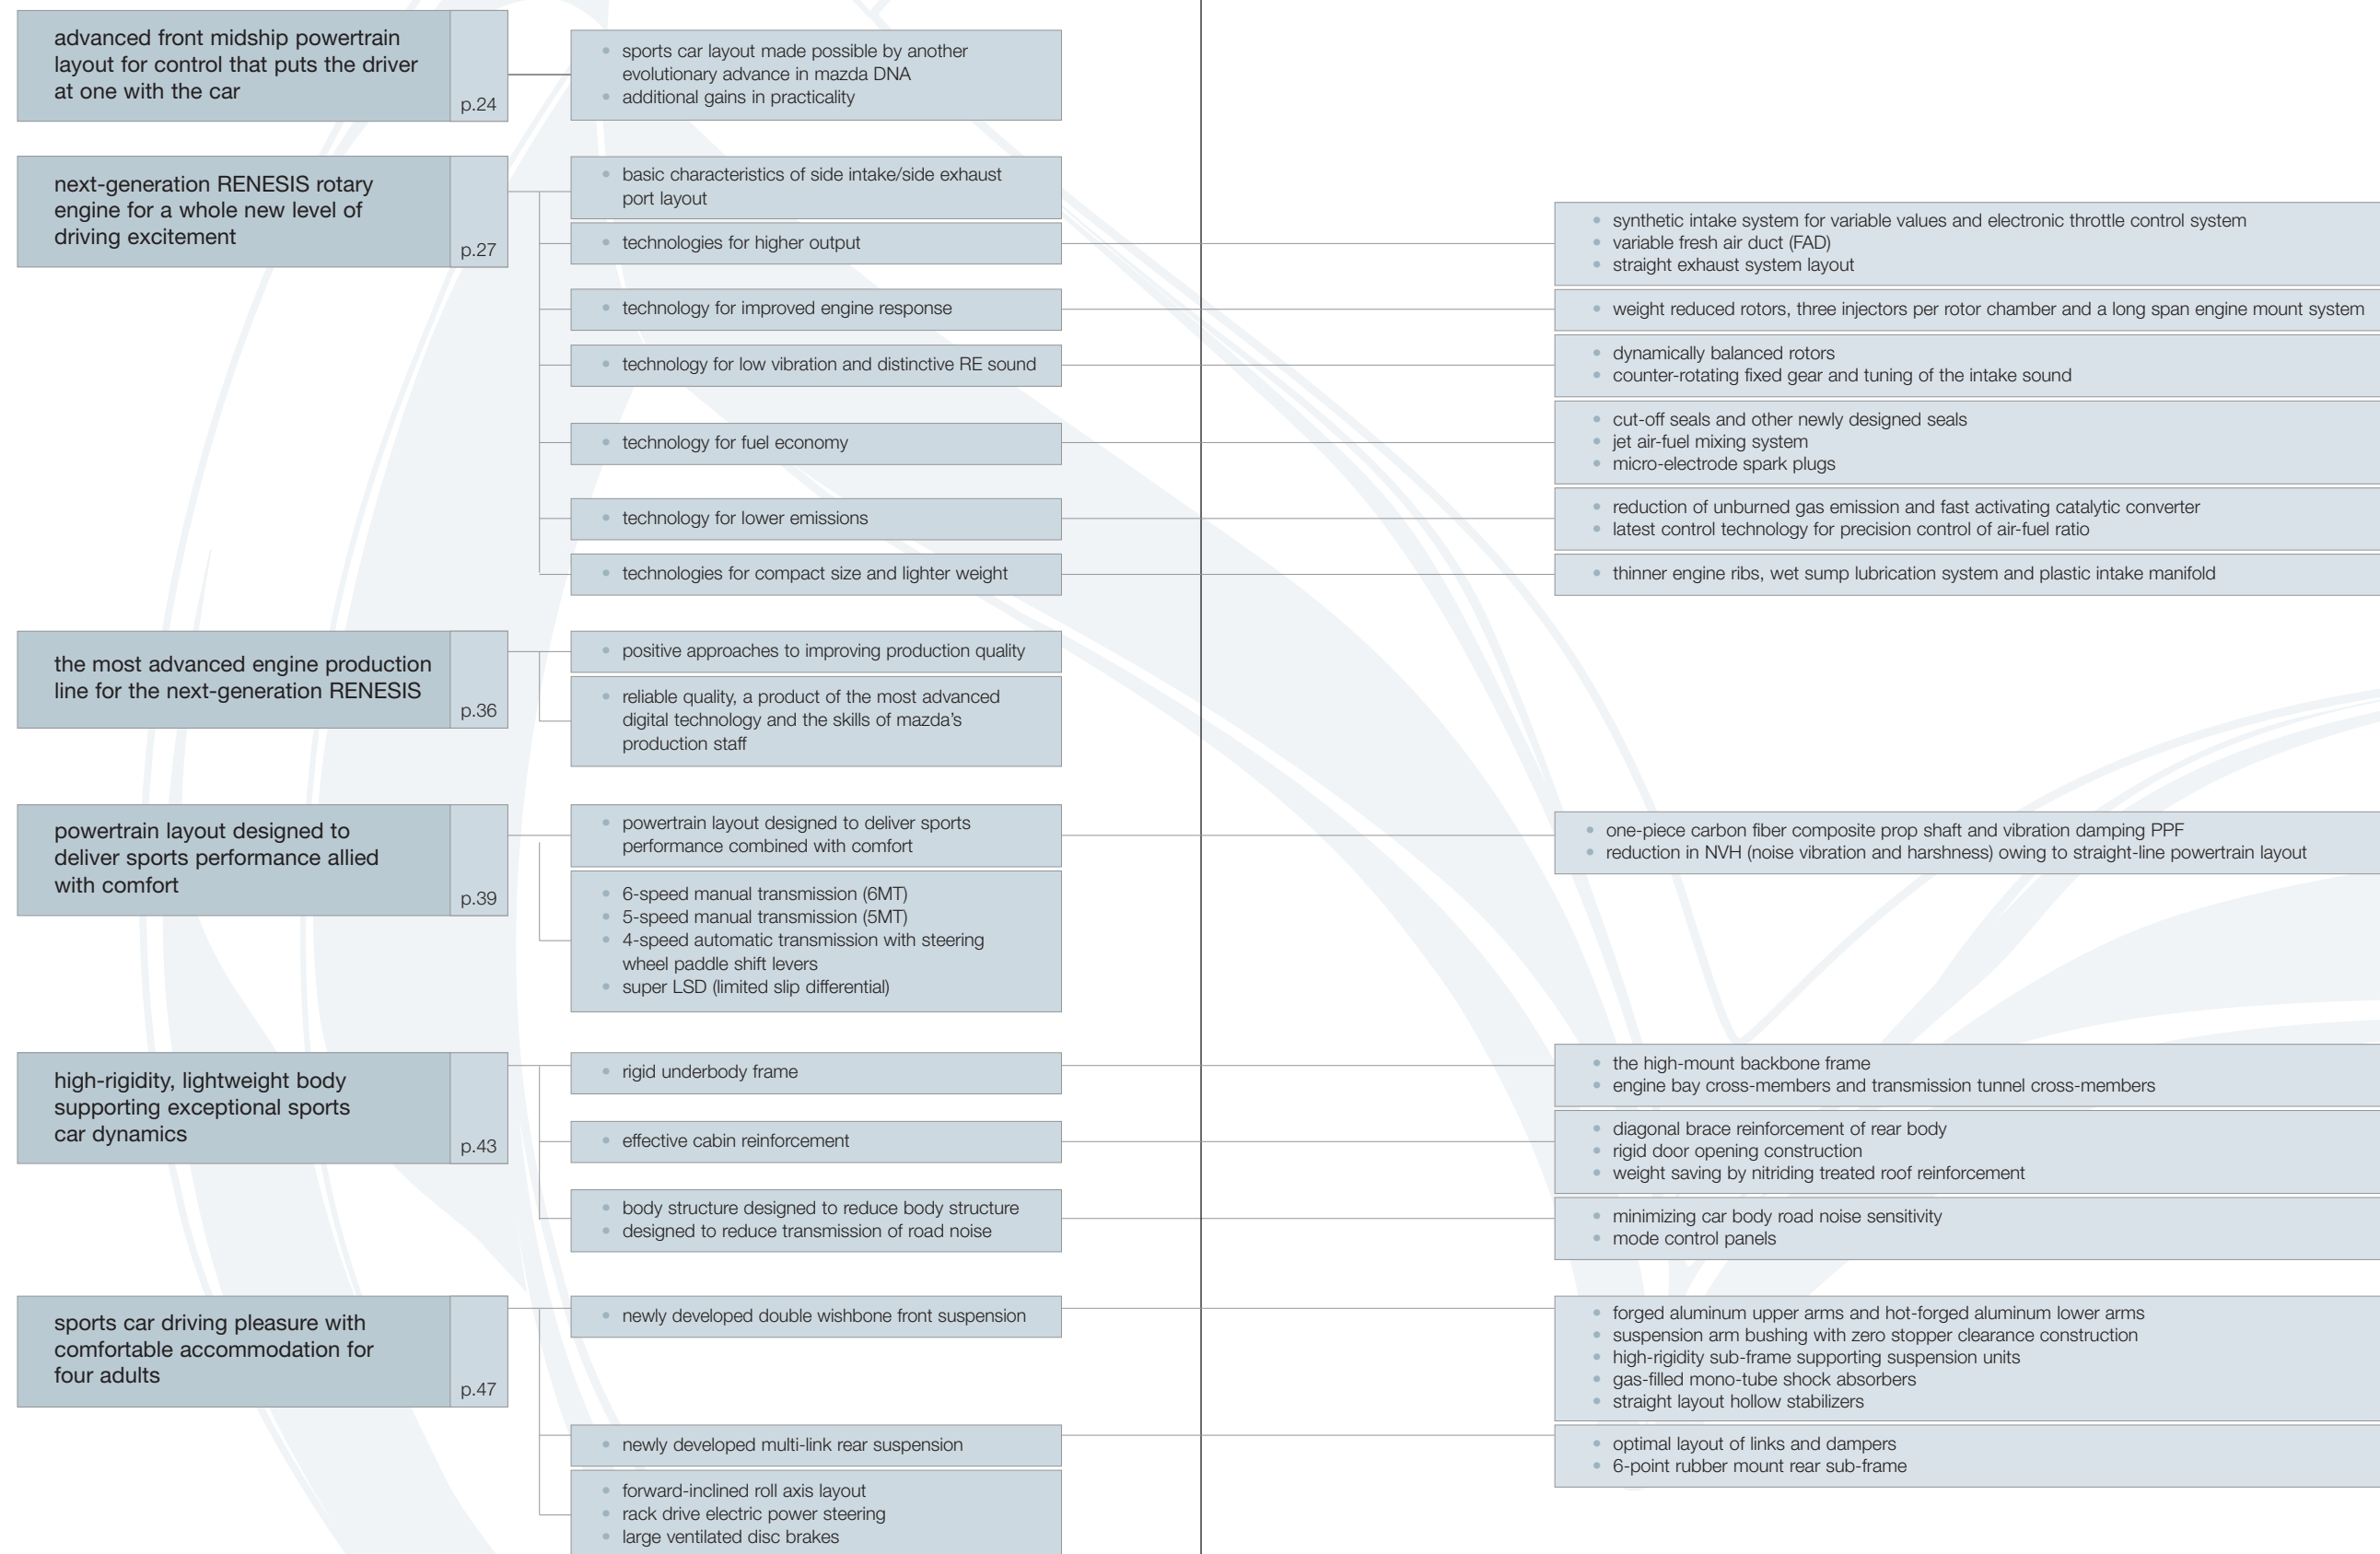 advanced front midship powertrain
layout for control that puts the driver
at one with the car
p.24
• sports car layout made possible by another
evolutionary advance in mazda DNA
• additional gains in practicality
next-generation RENESIS rotary
engine for a whole new level of
driving excitement
p.27
• basic characteristics of side intake/side exhaust
port layout
• technologies for higher output
• synthetic intake system for variable values and electronic throttle control system
• variable fresh air duct (FAD)
• straight exhaust system layout
• technology for improved engine response
• weight reduced rotors, three injectors per rotor chamber and a long span engine mount system
• technology for low vibration and distinctive RE sound
• dynamically balanced rotors
• counter-rotating fixed gear and tuning of the intake sound
• technology for fuel economy
• cut-off seals and other newly designed seals
• jet air-fuel mixing system
• micro-electrode spark plugs
• technology for lower emissions
• reduction of unburned gas emission and fast activating catalytic converter
• latest control technology for precision control of air-fuel ratio
• technologies for compact size and lighter weight
• thinner engine ribs, wet sump lubrication system and plastic intake manifold
the most advanced engine production
line for the next-generation RENESIS
p.36
• positive approaches to improving production quality
• reliable quality, a product of the most advanced
digital technology and the skills of mazda's
production staff
powertrain layout designed to
deliver sports performance allied
with comfort
p.39
• powertrain layout designed to deliver sports
performance combined with comfort
• one-piece carbon fiber composite prop shaft and vibration damping PPF
• reduction in NVH (noise vibration and harshness) owing to straight-line powertrain layout
• 6-speed manual transmission (6MT)
• 5-speed manual transmission (5MT)
• 4-speed automatic transmission with steering
wheel paddle shift levers
• super LSD (limited slip differential)
high-rigidity, lightweight body
supporting exceptional sports
car dynamics
p.43
• rigid underbody frame
• the high-mount backbone frame
• engine bay cross-members and transmission tunnel cross-members
• effective cabin reinforcement
• diagonal brace reinforcement of rear body
• rigid door opening construction
• weight saving by nitriding treated roof reinforcement
• body structure designed to reduce body structure
• designed to reduce transmission of road noise
• minimizing car body road noise sensitivity
• mode control panels
sports car driving pleasure with
comfortable accommodation for
four adults
p.47
• newly developed double wishbone front suspension
• forged aluminum upper arms and hot-forged aluminum lower arms
• suspension arm bushing with zero stopper clearance construction
• high-rigidity sub-frame supporting suspension units
• gas-filled mono-tube shock absorbers
• straight layout hollow stabilizers
• newly developed multi-link rear suspension
• optimal layout of links and dampers
• 6-point rubber mount rear sub-frame
• forward-inclined roll axis layout
• rack drive electric power steering
• large ventilated disc brakes